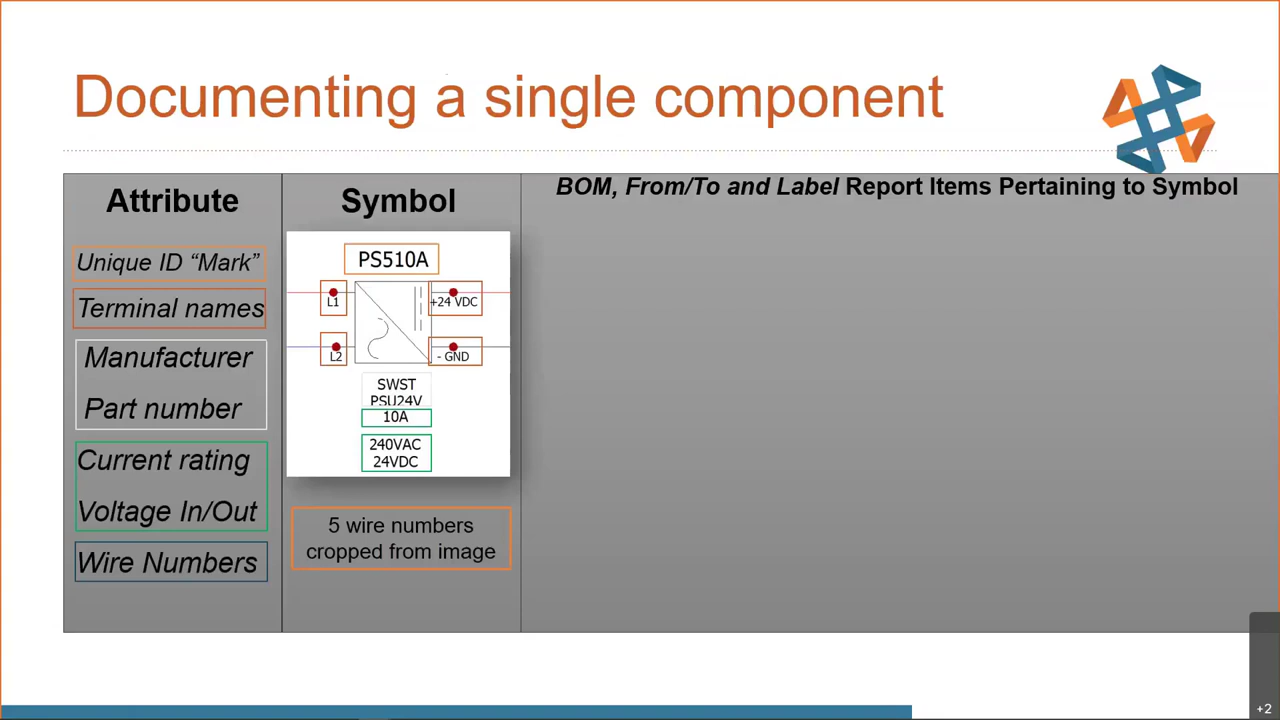 Documenting a single component
Attribute
Symbol
BOM, From/To and Label Report Items Pertaining to Symbol
Unique ID “Mark”
Terminal names
Manufacturer
Part number
Current rating
Voltage In/Out
Wire Numbers
PS510A
L1
+24 VDC
L2
- GND
SWST
PSU24V
10A
240VAC
24VDC
5 wire numbers
cropped from image
+2